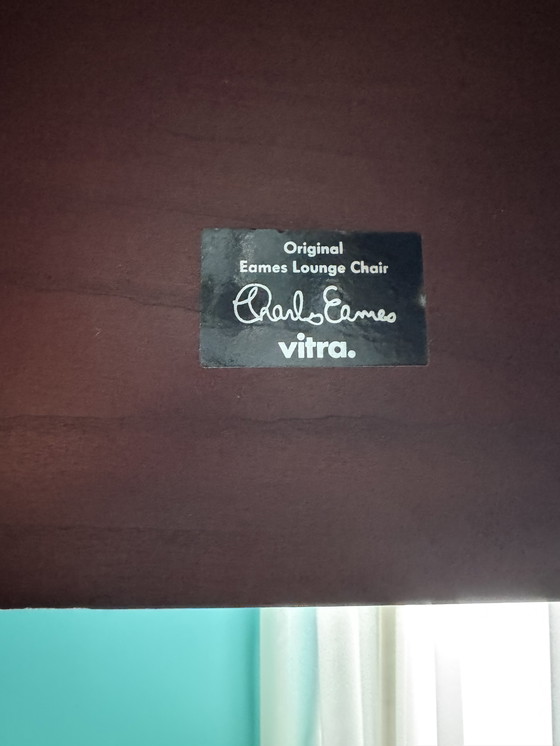 Original
Eames Lounge Chair
Charles Eames
vitra.